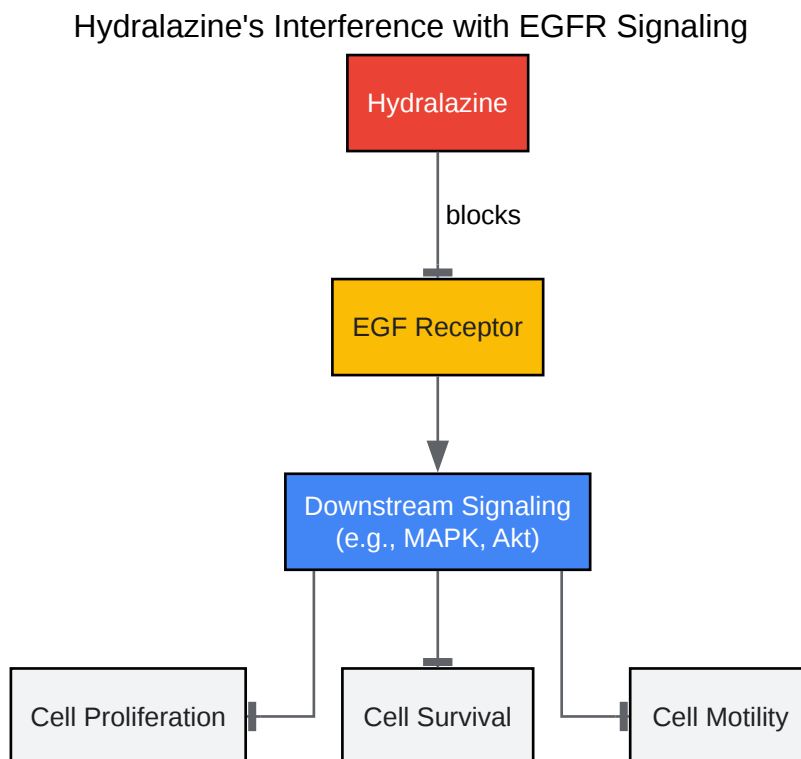 Hydralazine's Interference with EGFR Signaling
Hydralazine
blocks
EGF Receptor
Downstream Signaling
(e.g., MAPK, Akt)
Cell Proliferation
Cell Survival
Cell Motility